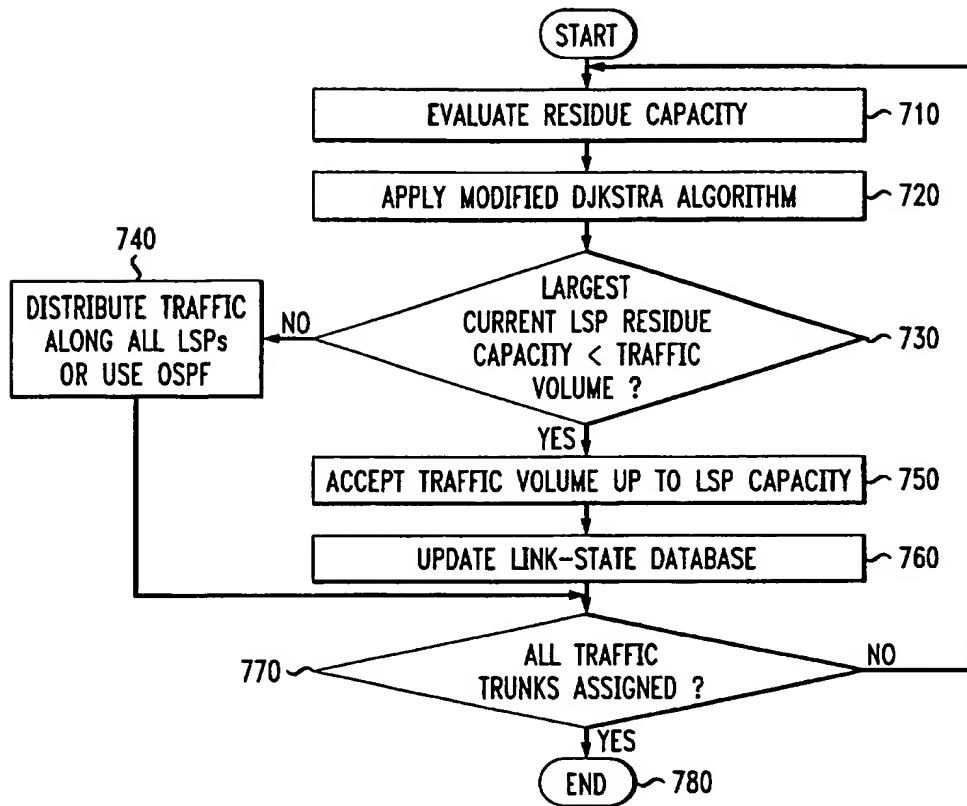 START
EVALUATE RESIDUE CAPACITY
710
APPLY MODIFIED DJKSTRA ALGORITHM
720
740
DISTRIBUTE TRAFFIC
ALONG ALL LSPs
OR USE OSPF
NO
LARGEST
CURRENT LSP RESIDUE
CAPACITY < TRAFFIC
VOLUME ?
730
YES
ACCEPT TRAFFIC VOLUME UP TO LSP CAPACITY
750
UPDATE LINK-STATE DATABASE
760
770
ALL TRAFFIC
TRUNKS ASSIGNED ?
NO
YES
END
780